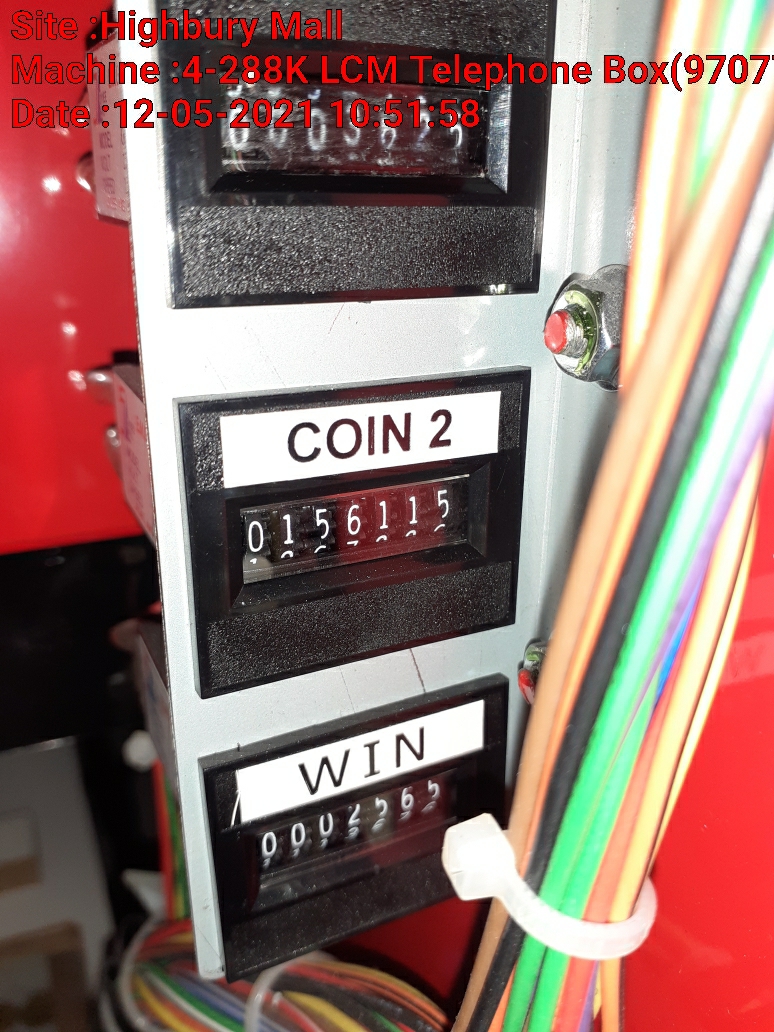 Site :Highbury Mall
Machine :4-288K LCM Telephone Box(9707
Date :12-05-2021 10:51:58
COIN 2
0156115
WIN
0002565